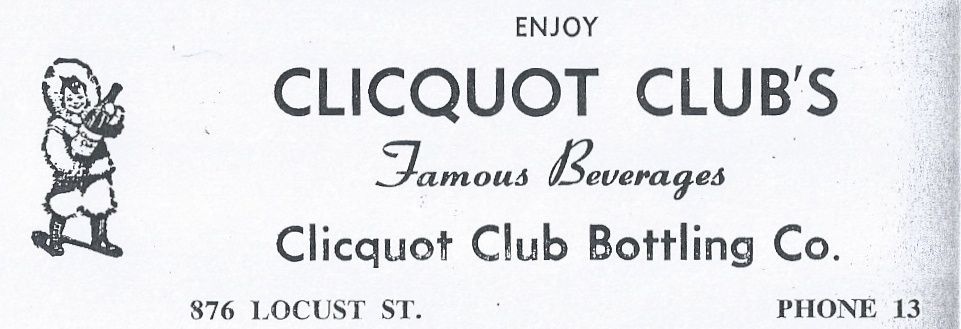 ENJOY
CLICQUOT CLUB'S
Famous Beverages
Clicquot Club Bottling Co.
876 LOCUST ST. PHONE 13